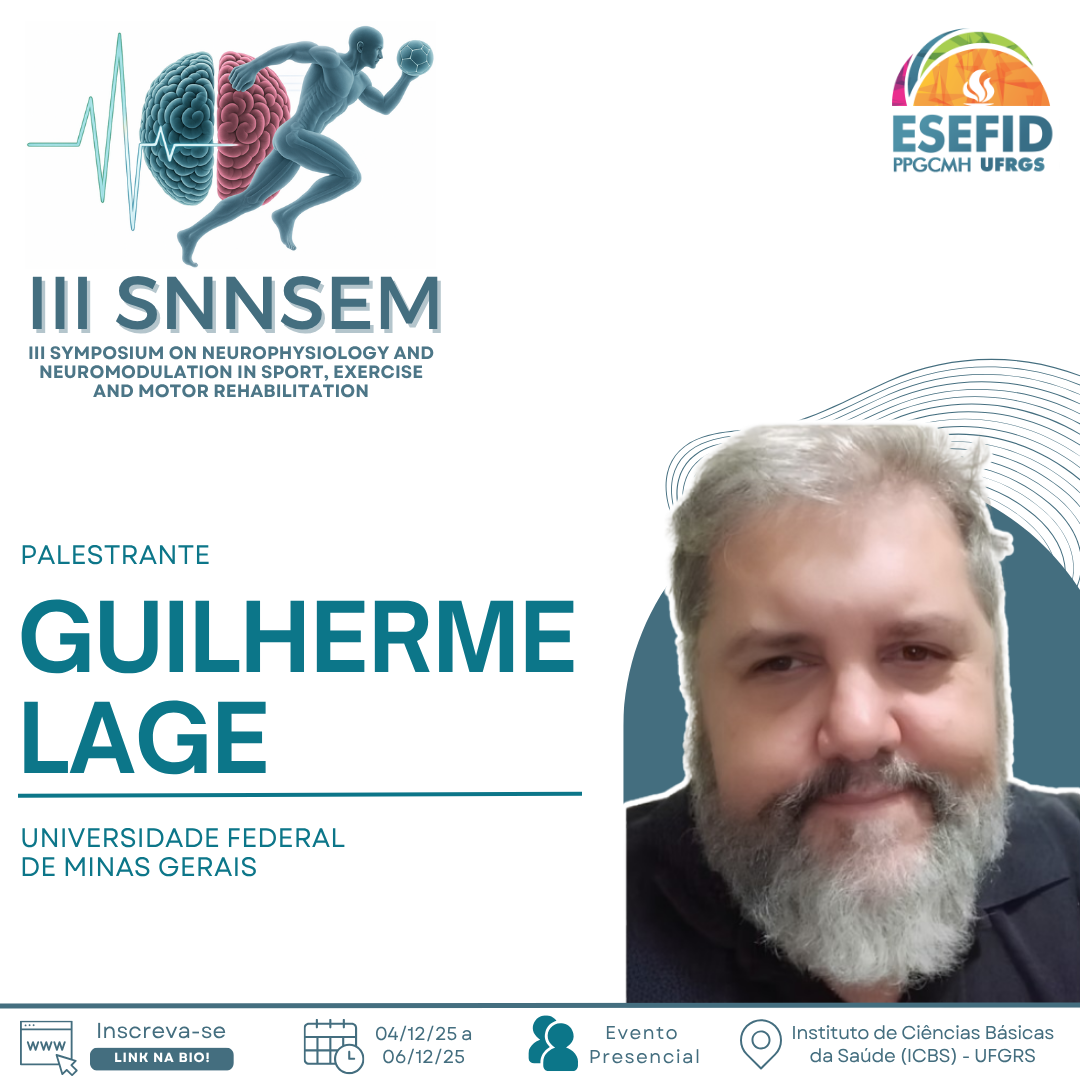 III SNNSEM
III SYMPOSIUM ON NEUROPHYSIOLOGY AND
NEUROMODULATION IN SPORT, EXERCISE
AND MOTOR REHABILITATION
ESEFID
PPGCMH UFRGS
PALESTRANTE
GUILHERME
LAGE
UNIVERSIDADE FEDERAL
DE MINAS GERAIS
www
Inscreva-se
LINK NA BIO!
04/12/25 a
06/12/25
Evento
Presencial
Instituto de Ciências Básicas
da Saúde (ICBS) - UFGRS